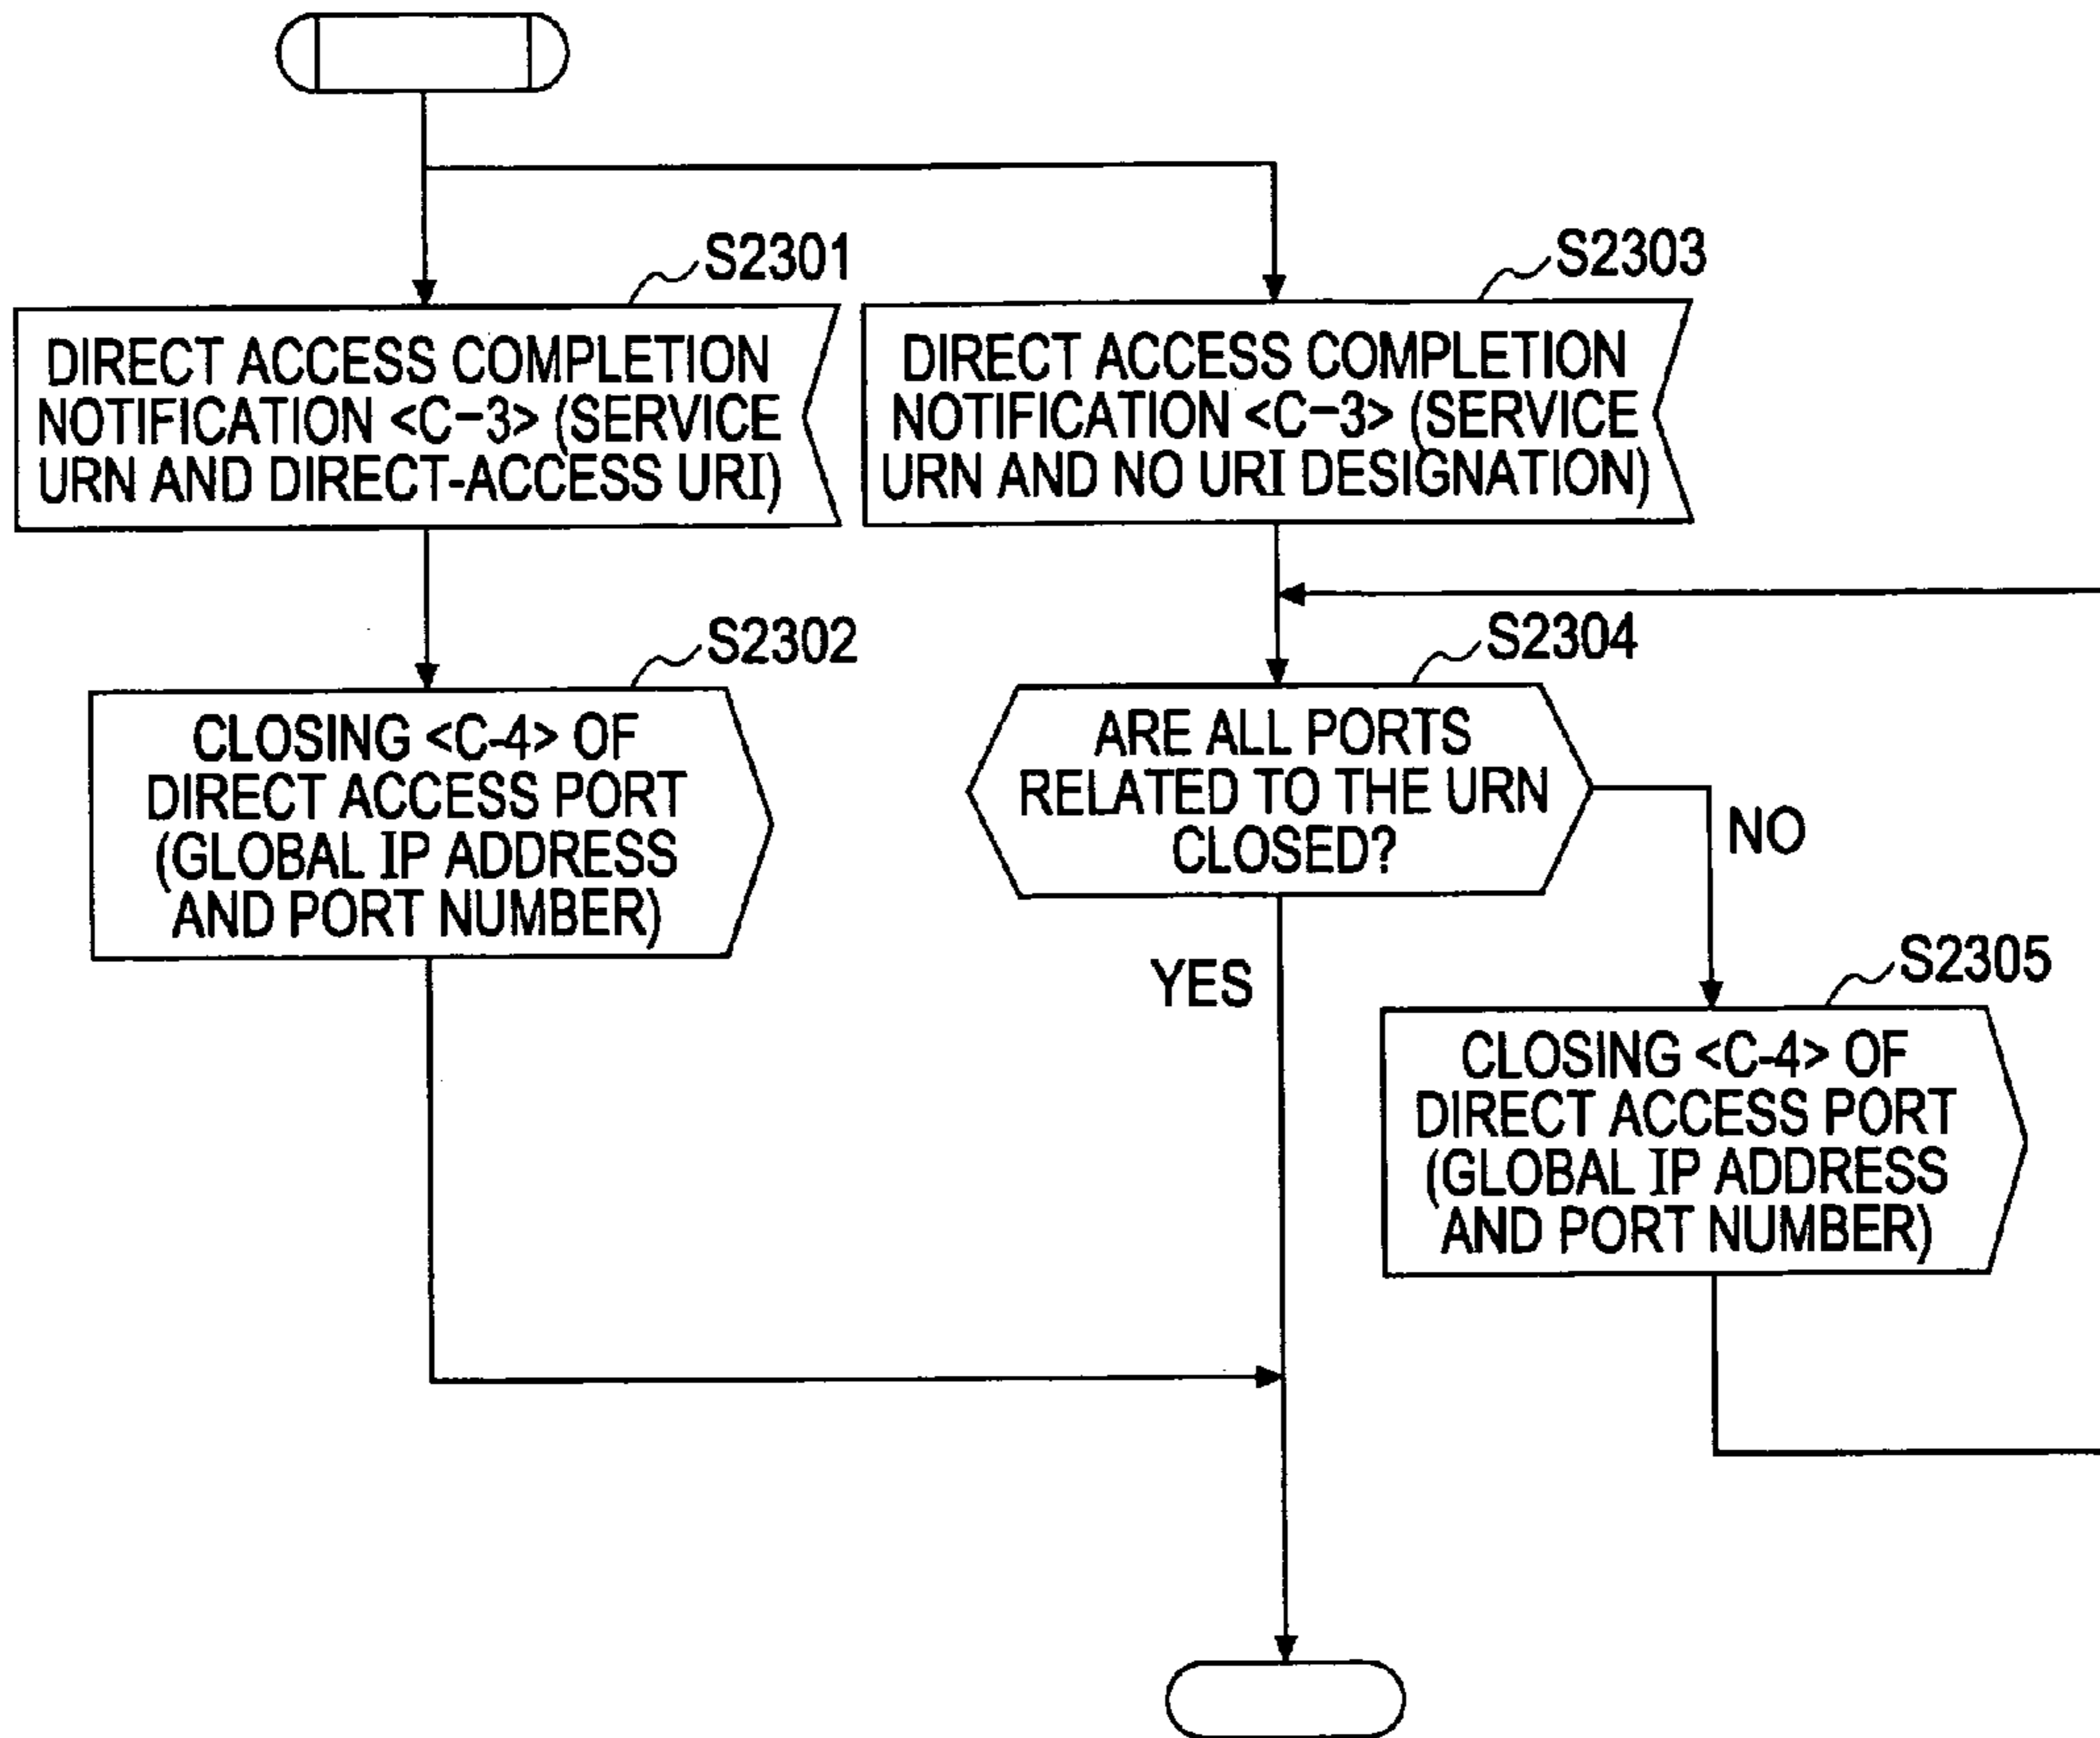 S2301
DIRECT ACCESS COMPLETION
NOTIFICATION <C-3> (SERVICE
URN AND DIRECT-ACCESS URI)
S2303
DIRECT ACCESS COMPLETION
NOTIFICATION <C-3> (SERVICE
URN AND NO URI DESIGNATION)
S2302
CLOSING <C-4> OF
DIRECT ACCESS PORT
(GLOBAL IP ADDRESS
AND PORT NUMBER)
S2304
ARE ALL PORTS
RELATED TO THE URN
CLOSED?
NO
YES
S2305
CLOSING <C-4> OF
DIRECT ACCESS PORT
(GLOBAL IP ADDRESS
AND PORT NUMBER)